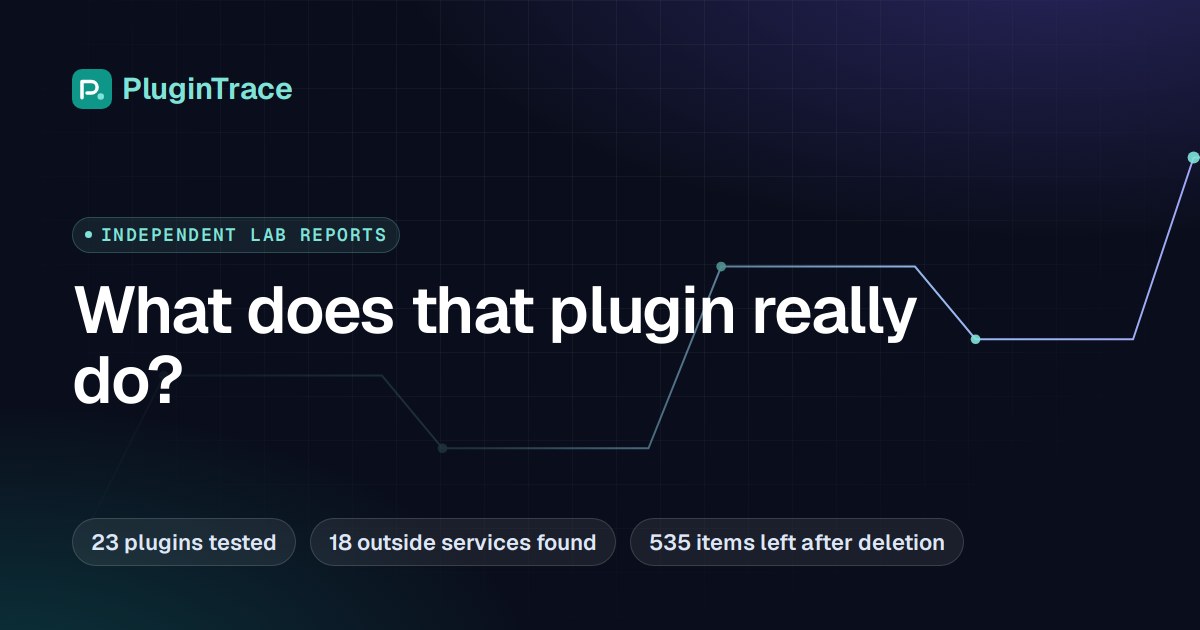 PluginTrace
INDEPENDENT LAB REPORTS
What does that plugin really
do?
23 plugins tested
18 outside services found
535 items left after deletion